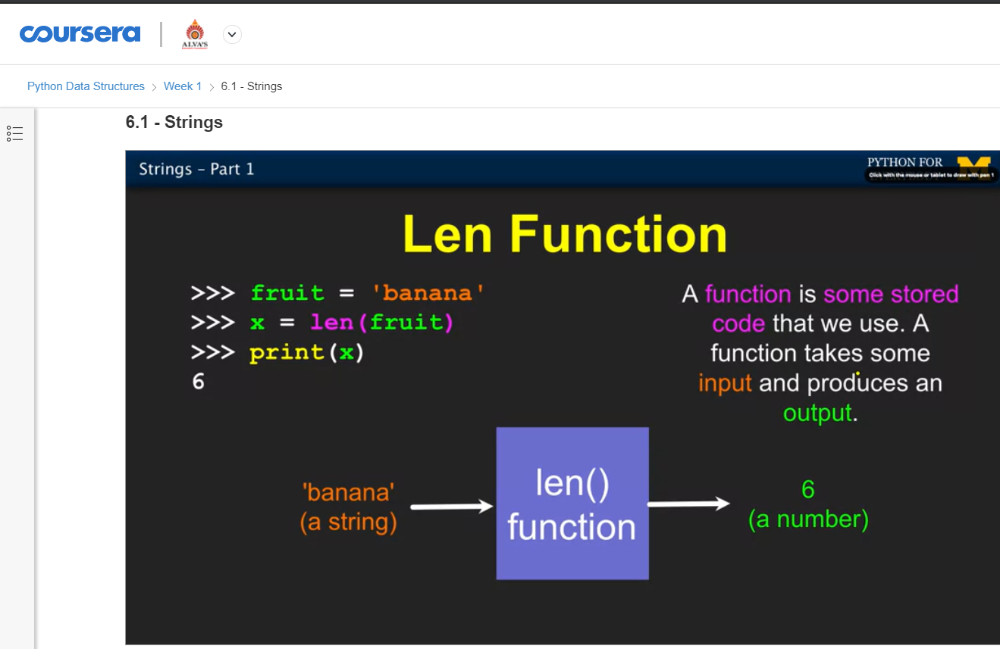 coursera
ALVA'S
Python Data Structures > Week 1 > 6.1 - Strings
6.1 - Strings
Strings – Part 1
PYTHON FOR
Click with the mouse or tablet to draw with pen 1
Len Function
>>> fruit = 'banana'
>>> x = len(fruit)
>>> print(x)
6
A function is some stored
code that we use. A
function takes some
input and produces an
output.
'banana'
(a string)
len()
function
6
(a number)